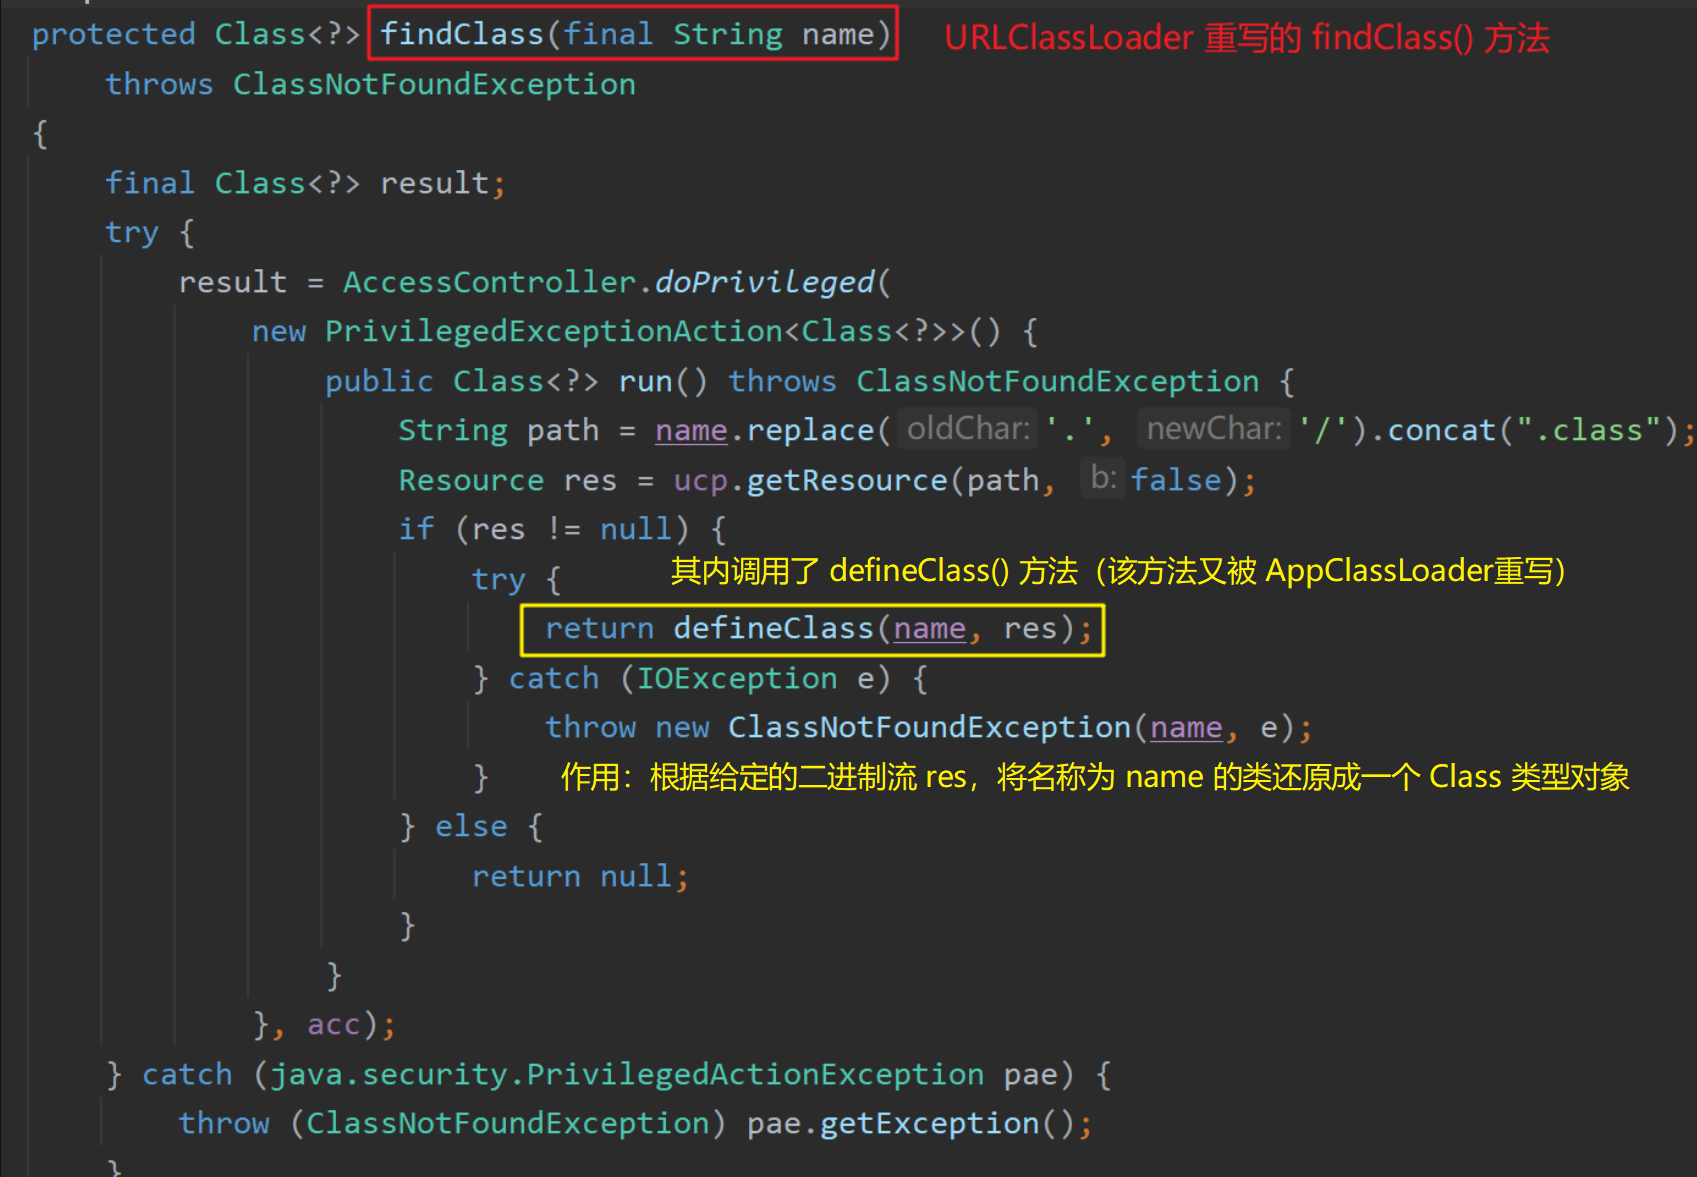 protected Class<?> findClass(final String name) URLClassLoader 重写的 findClass() 方法
throws ClassNotFoundException
{
final Class<?> result;
try {
result = AccessController.doPrivileged(
new PrivilegedExceptionAction<Class<?>>() {
public Class<?> run() throws ClassNotFoundException {
String path = name.replace( oldChar: '.', newChar: '/').concat(".class");
Resource res = ucp.getResource(path, b: false);
if (res != null) {
try { 其内调用了 defineClass() 方法（该方法又被 AppClassLoader重写）
return defineClass(name, res);
} catch (IOException e) {
throw new ClassNotFoundException(name, e);
} 作用：根据给定的二进制流 res，将名称为 name 的类还原成一个 Class 类型对象
} else {
return null;
}
}
}, acc);
} catch (java.security.PrivilegedActionException pae) {
throw (ClassNotFoundException) pae.getException();
}